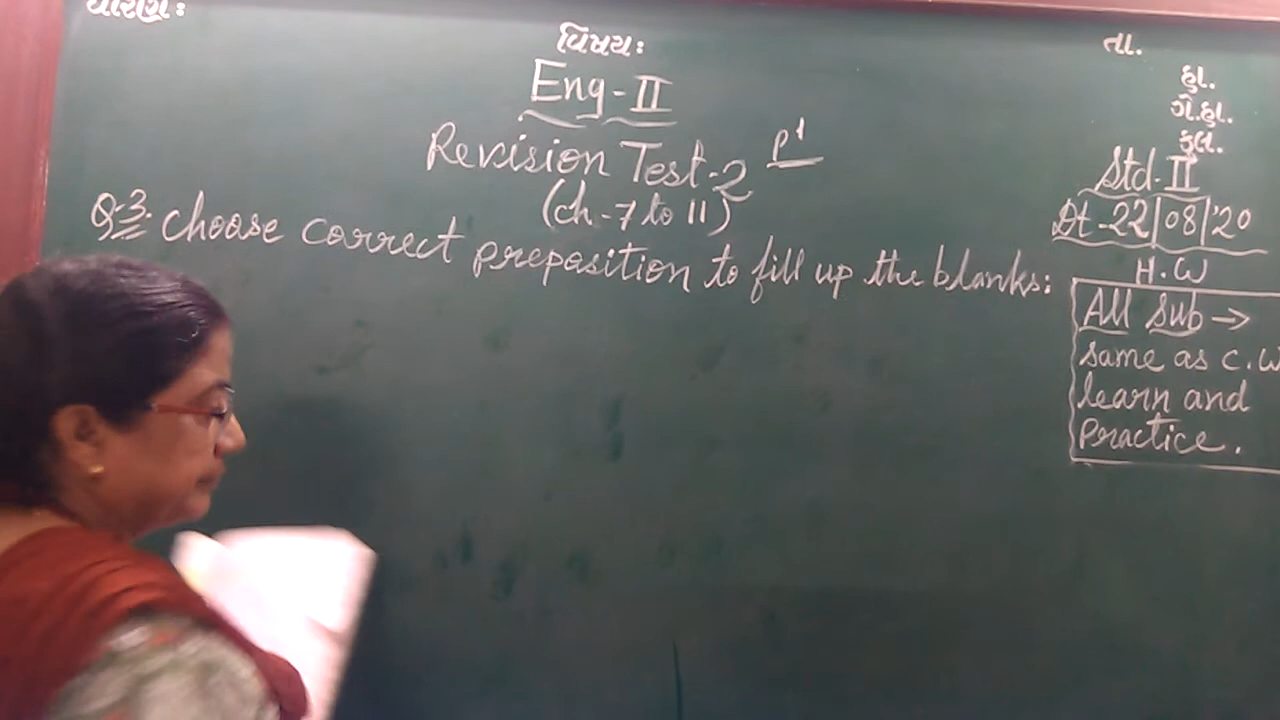 ધોરણ:
વિષય:
તા.
હા.
ગે.હા.
કુલ.
Eng-II
Revision Test-2 P1
(ch-7 to 11)
Std-II
Dt-22|08|'20
Q-3. Choose correct preposition to fill up the blanks:
H.W
All Sub →
same as C.W
learn and
Practice.